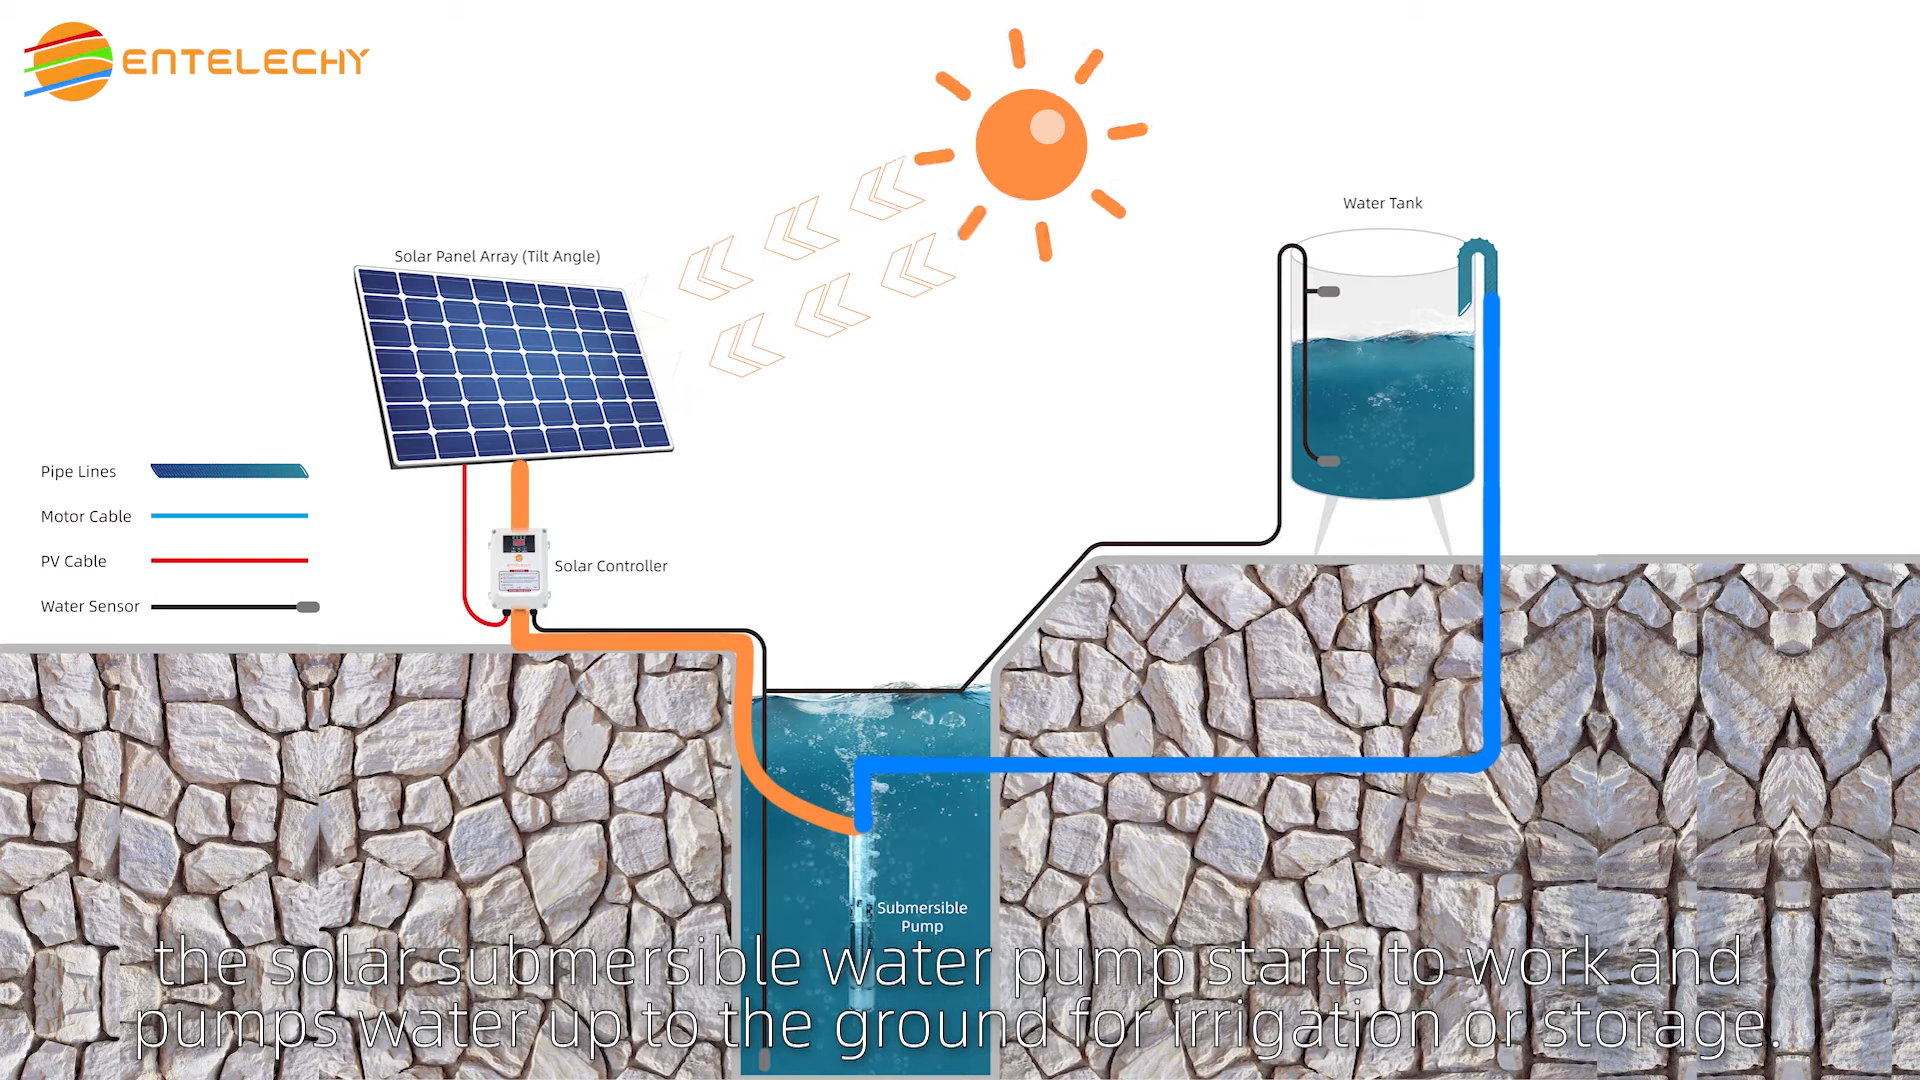 ENTELECHY
Water Tank
Solar Panel Array (Tilt Angle)
Pipe Lines
Motor Cable
PV Cable
Water Sensor
Solar Controller
Submersible
Pump
the solar submersible water pump starts to work and
pumps water up to the ground for irrigation or storage.